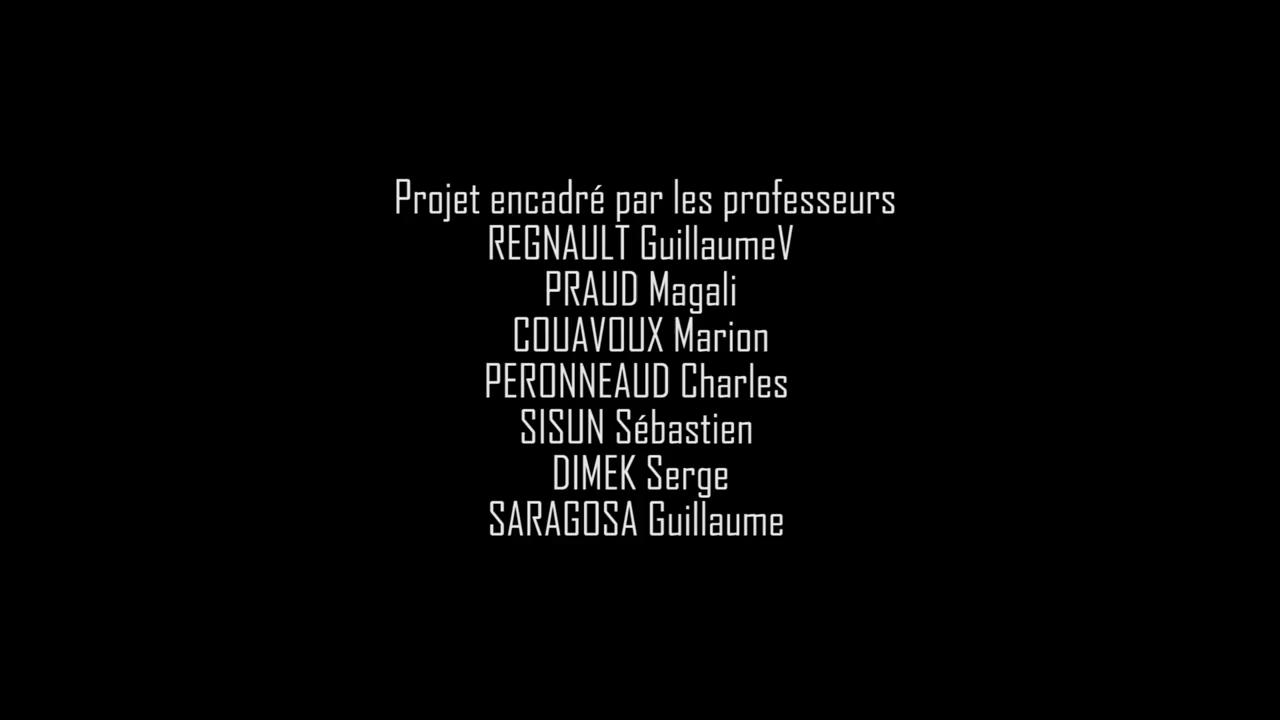 Projet encadré par les professeurs
REGNAULT GuillaumeV
PRAUD Magali
COUAVOUX Marion
PERONNEAUD Charles
SISUN Sébastien
DIMEK Serge
SARAGOSA Guillaume